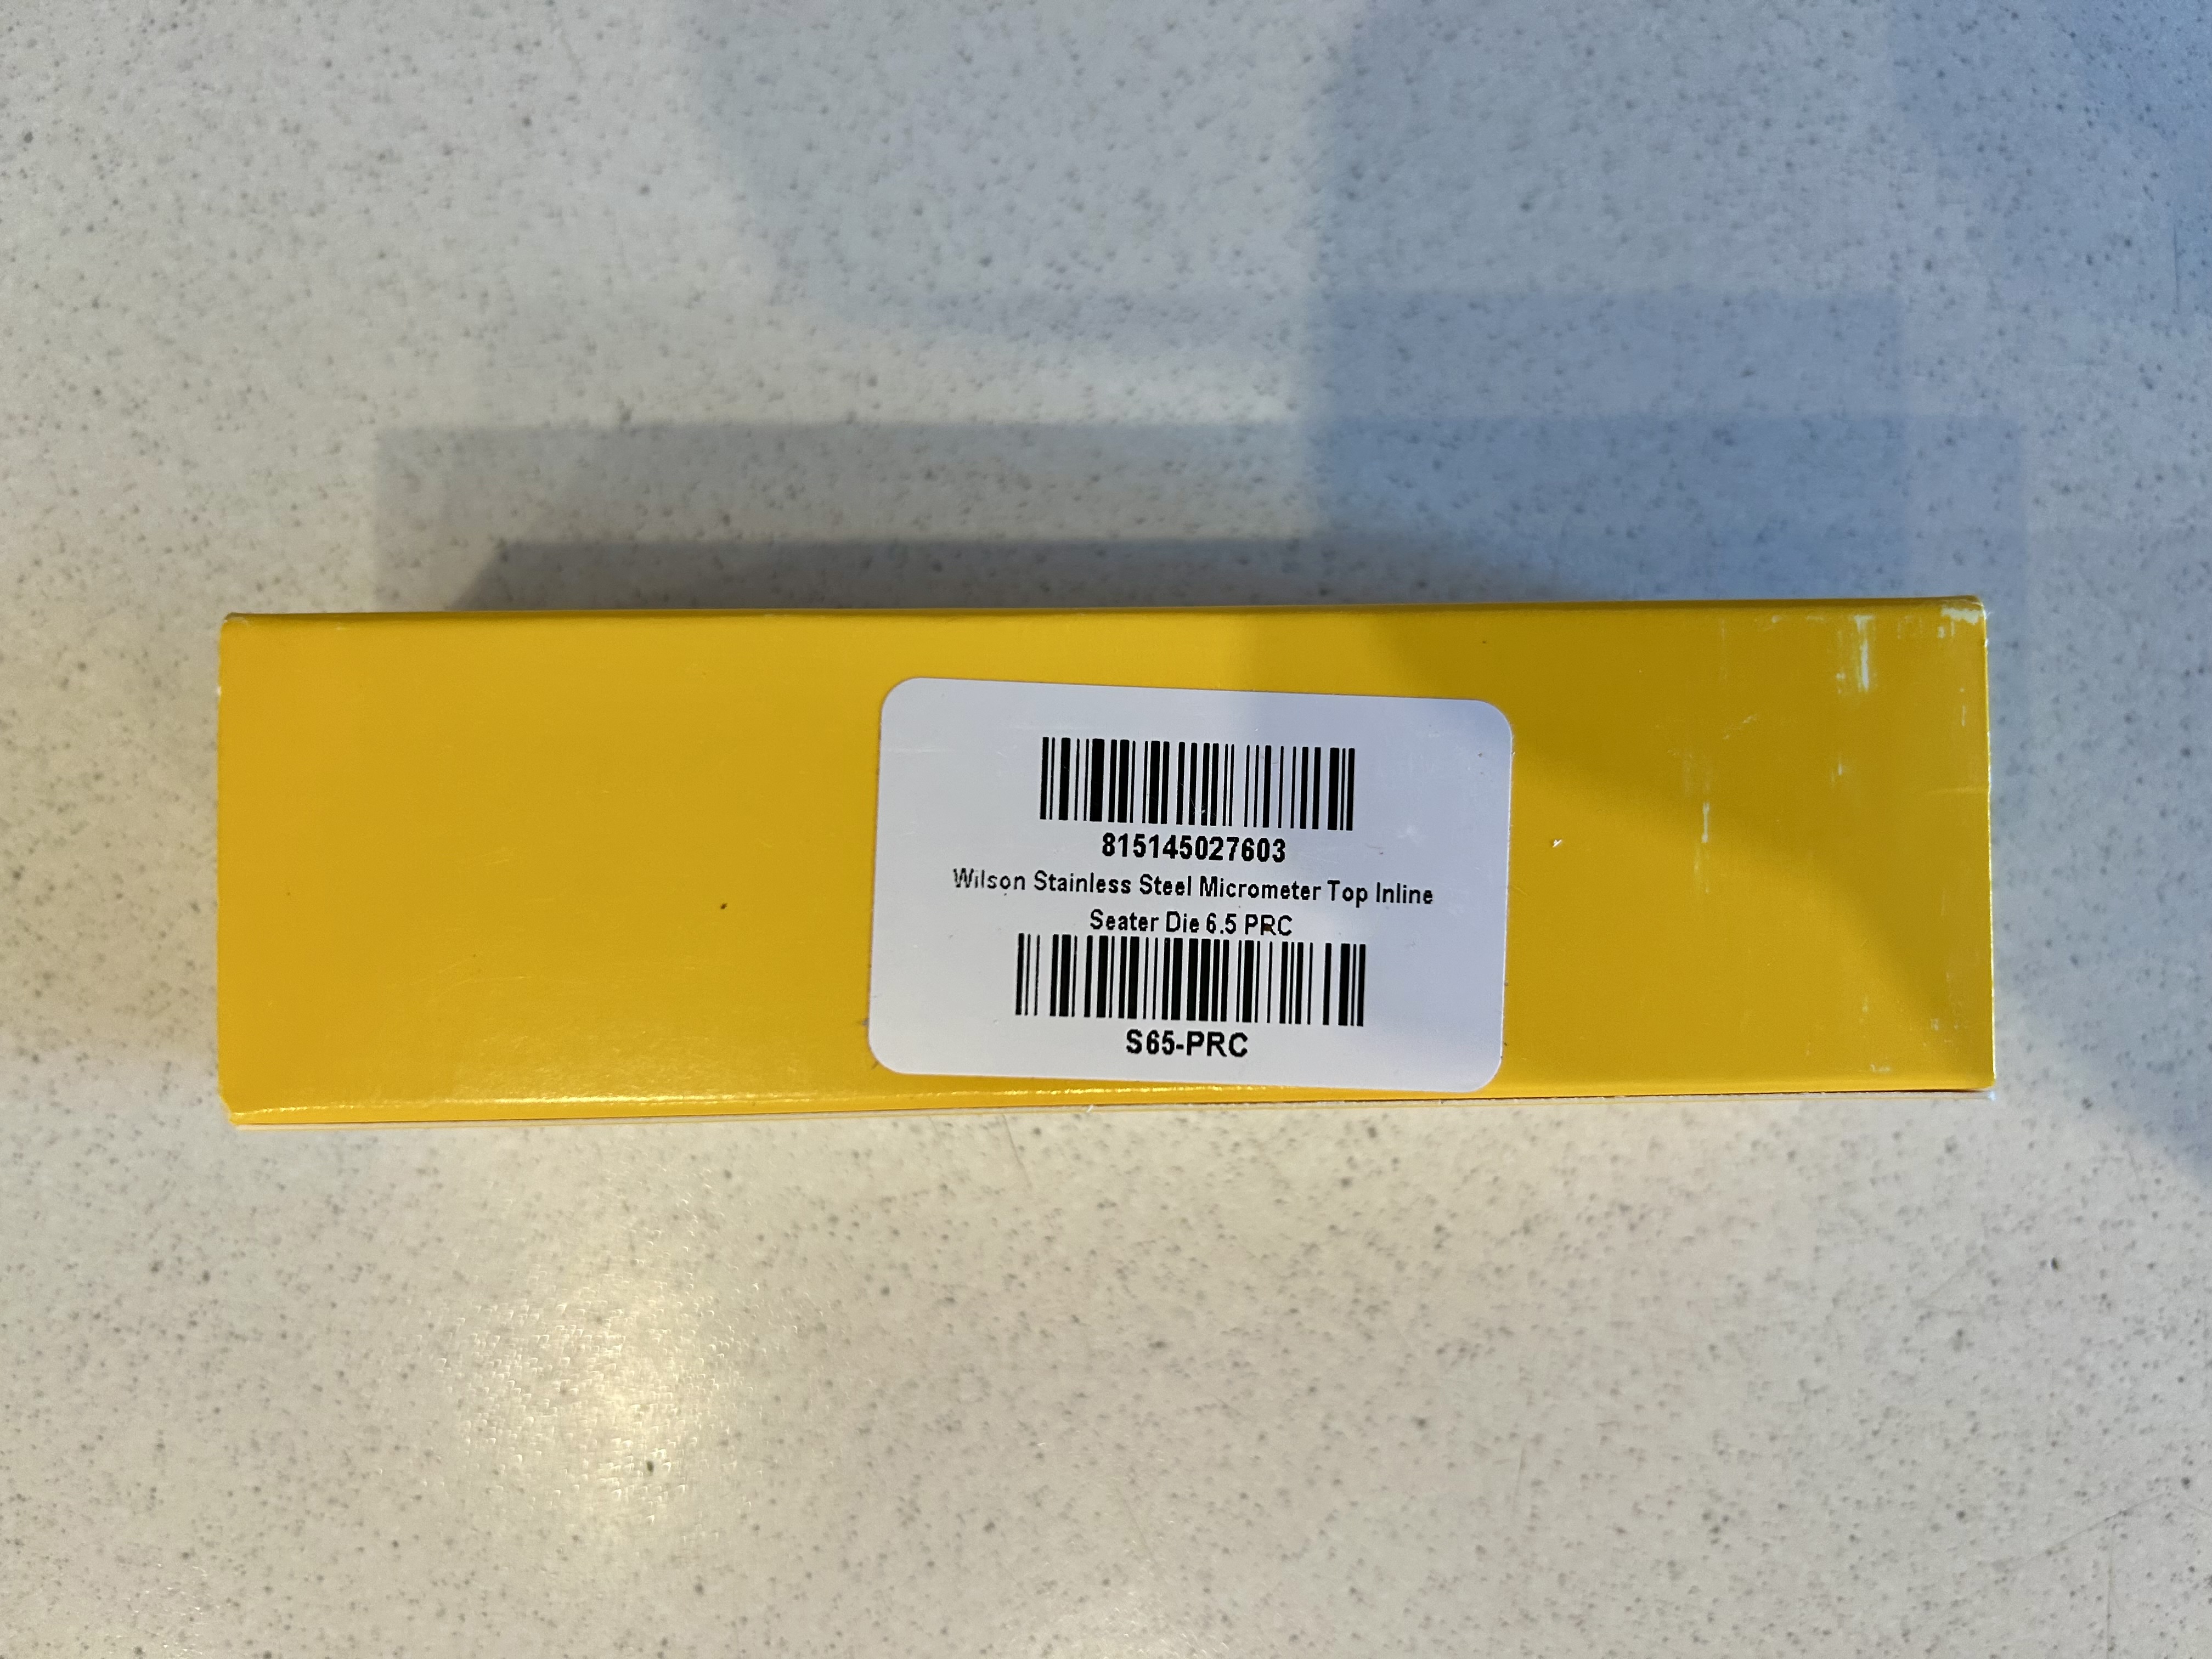 815145027603
Wilson Stainless Steel Micrometer Top Inline
Seater Die 6.5 PRC
S65-PRC